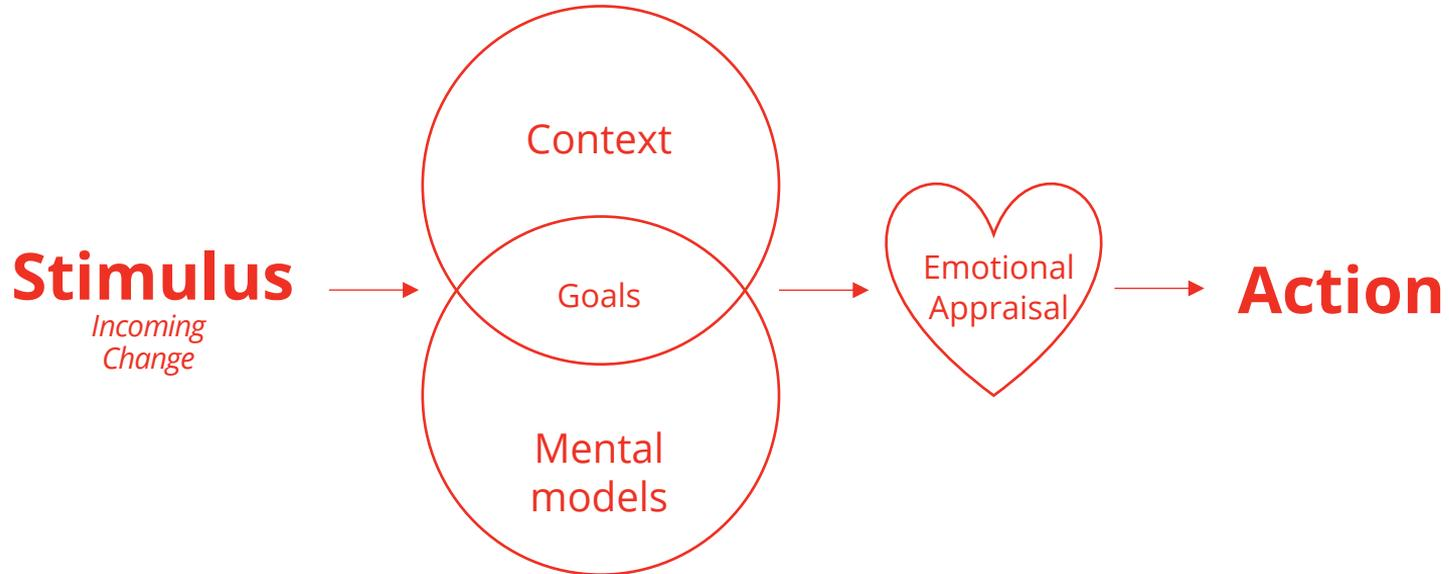 Stimulus
Incoming
Change
Context
Goals
Mental
models
Emotional
Appraisal
Action